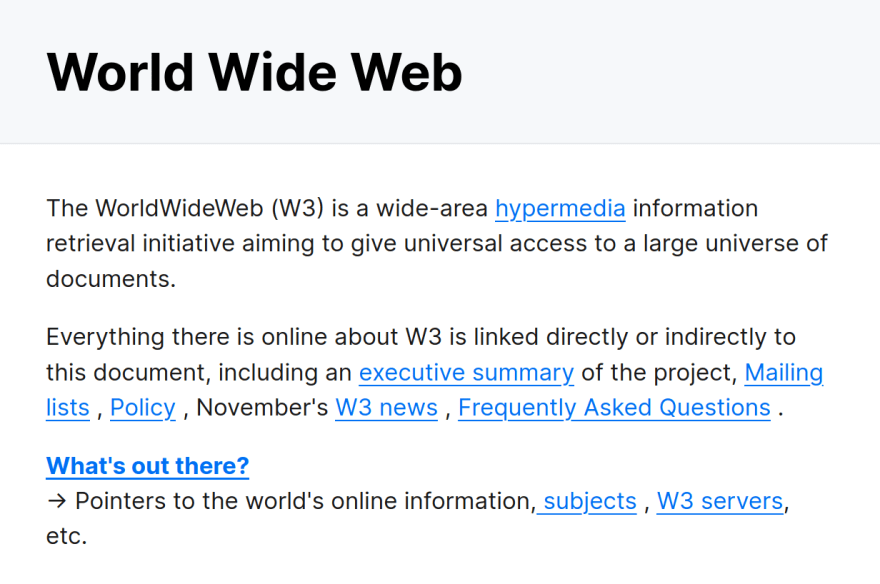 World Wide Web
The WorldWideWeb (W3) is a wide-area hypermedia information
retrieval initiative aiming to give universal access to a large universe of
documents.
Everything there is online about W3 is linked directly or indirectly to
this document, including an executive summary of the project, Mailing
lists , Policy , November's W3 news , Frequently Asked Questions .
What's out there?
→ Pointers to the world's online information, subjects , W3 servers,
etc.